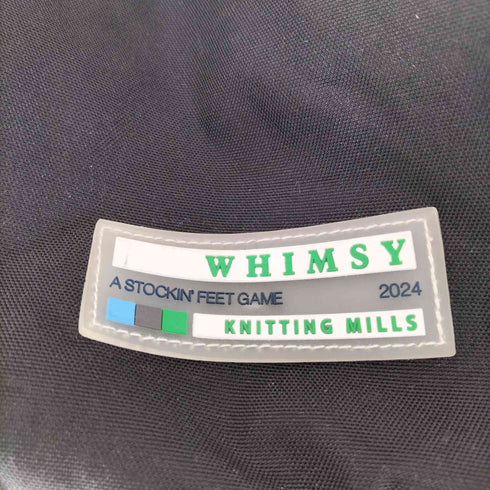 WHIMSY
A STOCKIN' FEET GAME 2024
KNITTING MILLS